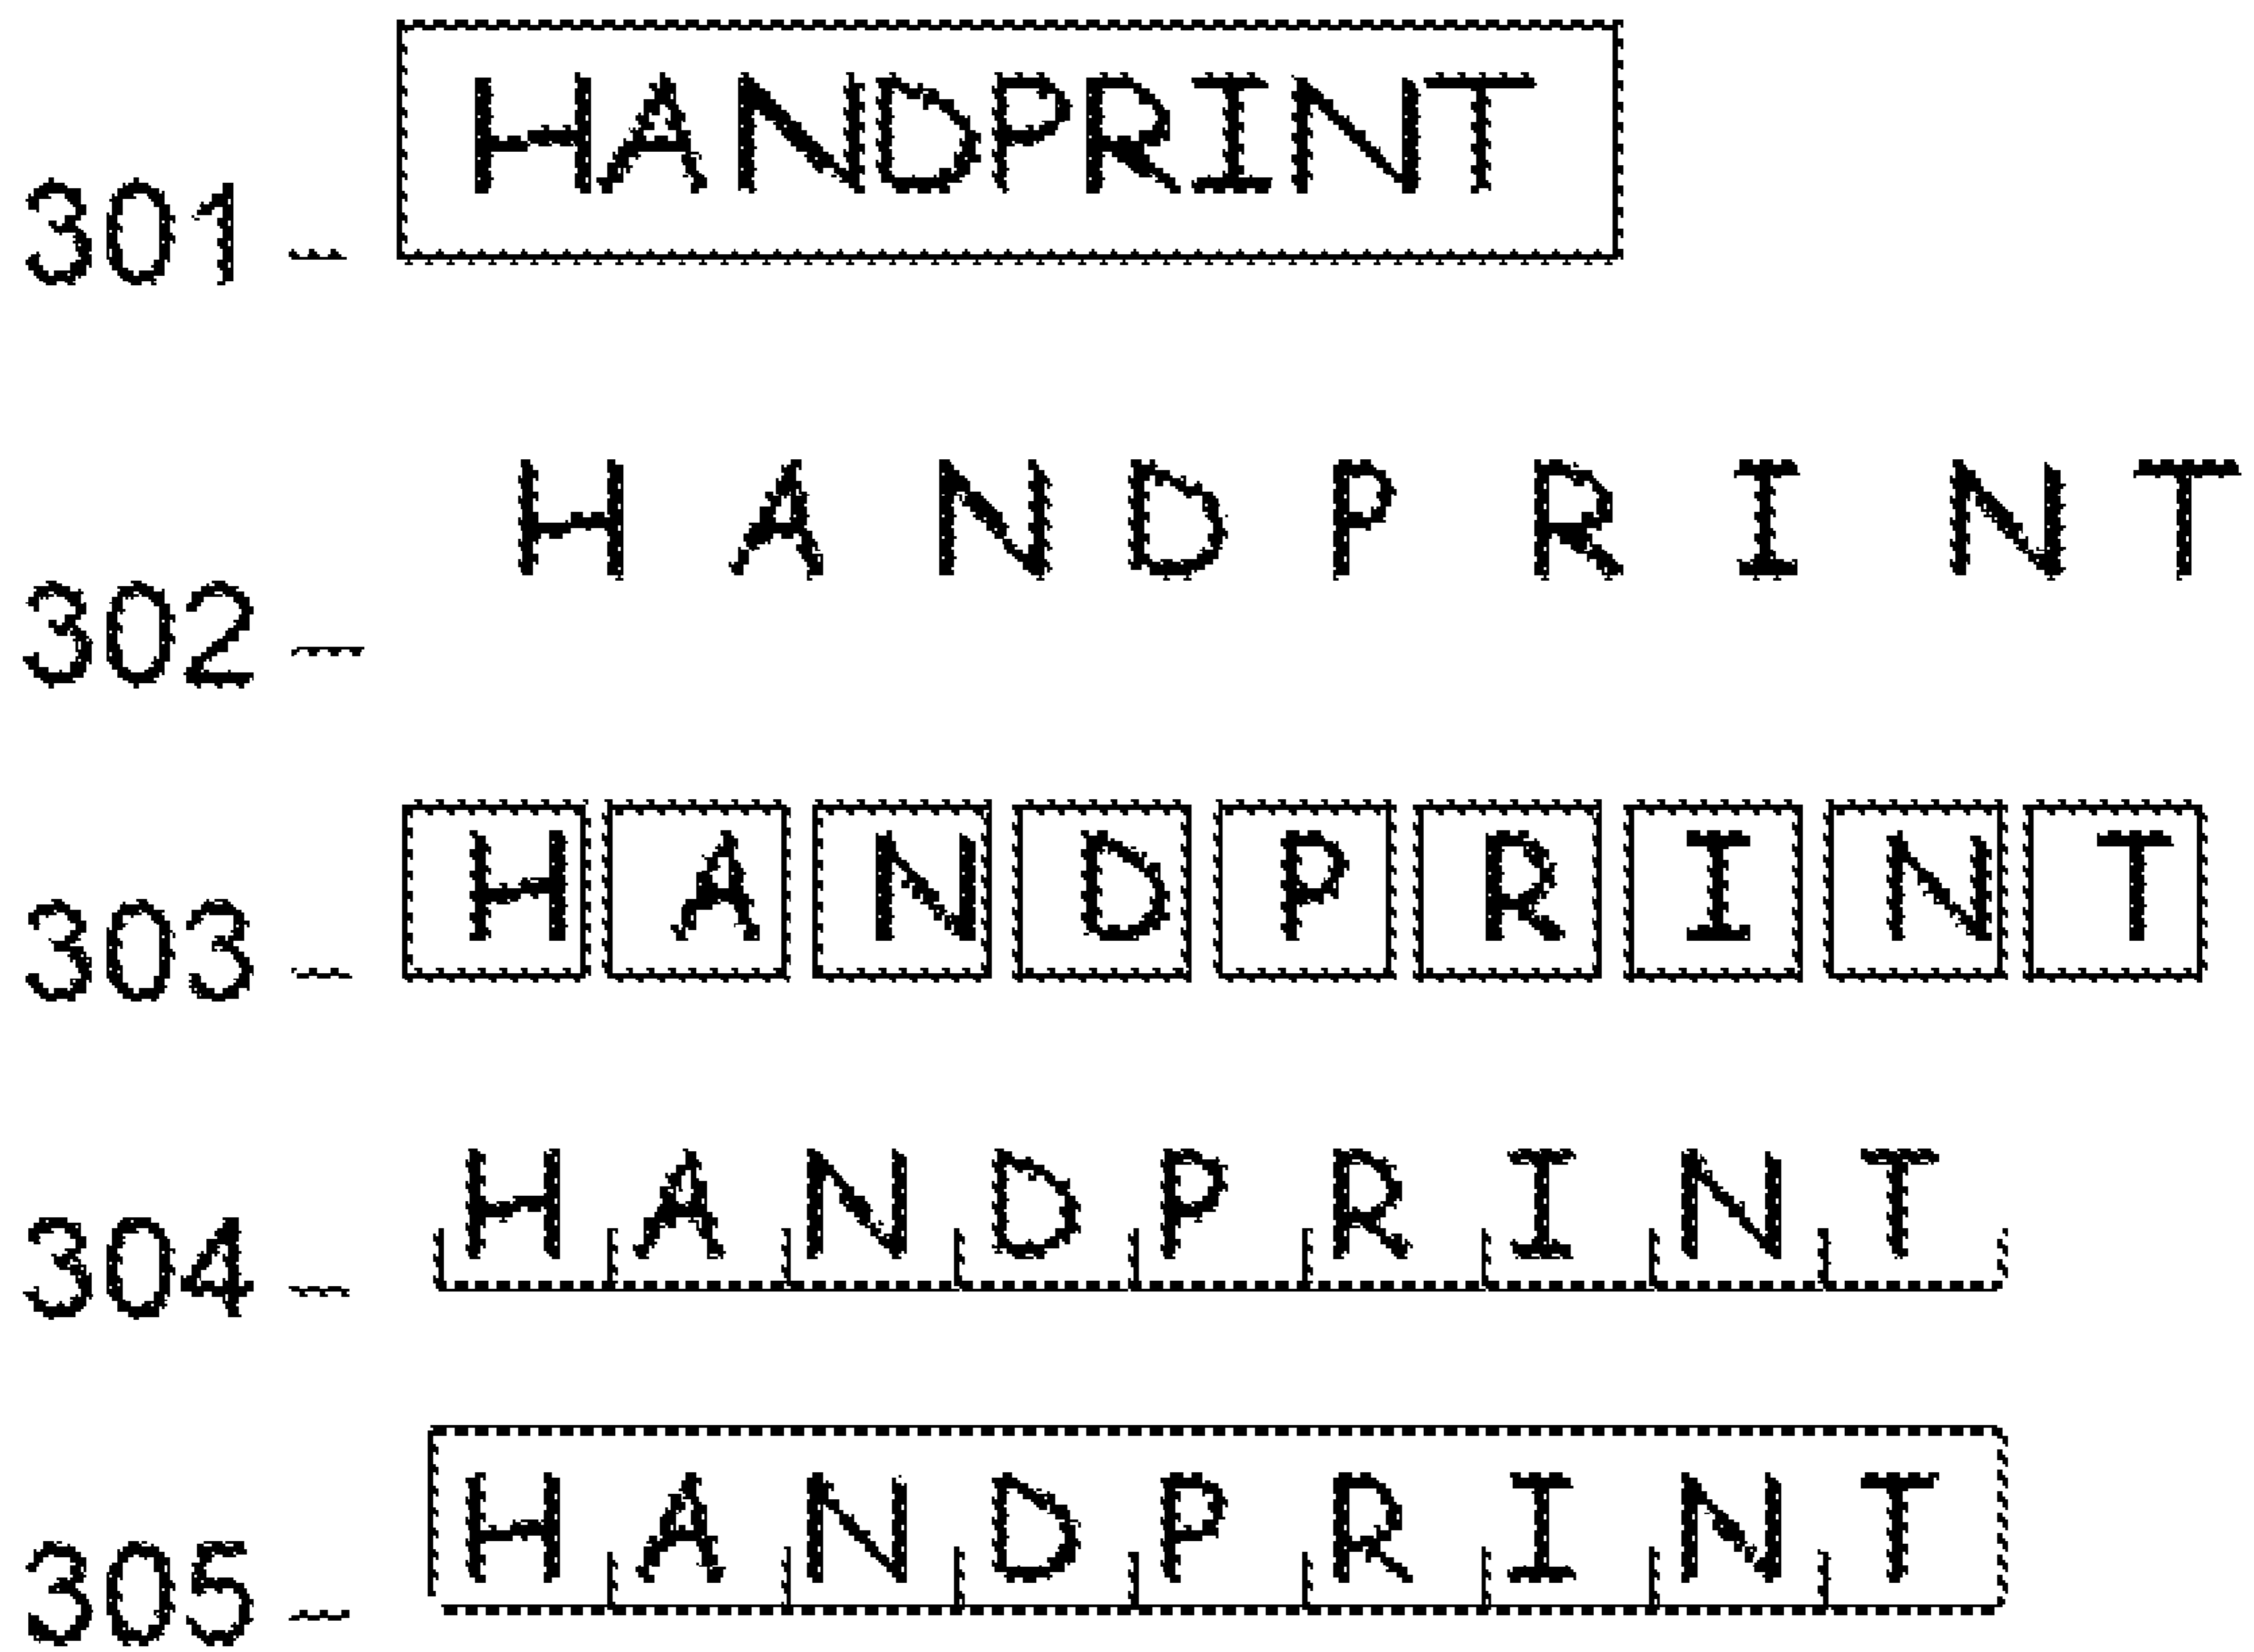 301 HANDPRINT
302 H A N D P R I N T
303 H A N D P R I N T
304 H A N D P R I N T
305 H A N D P R I N T